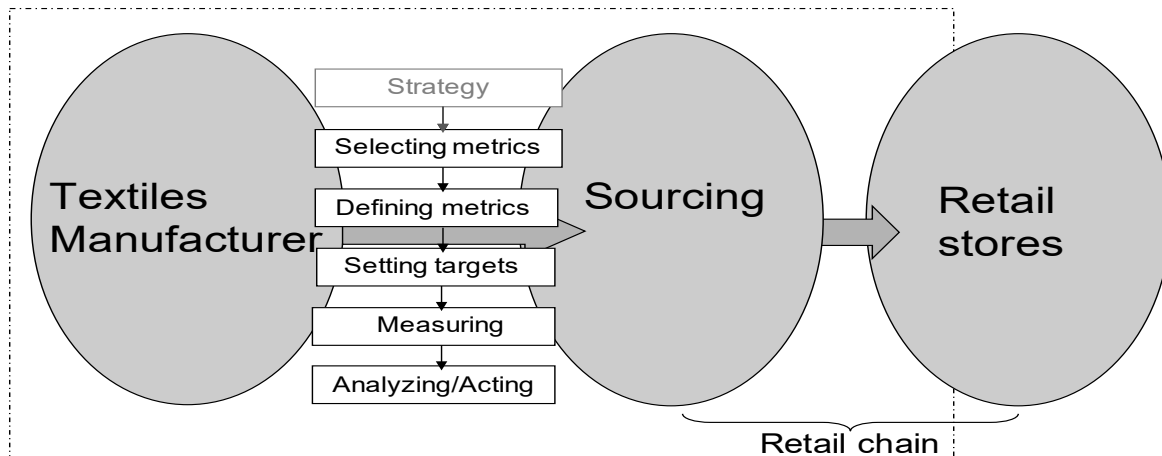 Strategy
Selecting metrics
Textiles
Manufacturer
Defining metrics
Sourcing
Retail
stores
Setting targets
Measuring
Analyzing/Acting
Retail chain